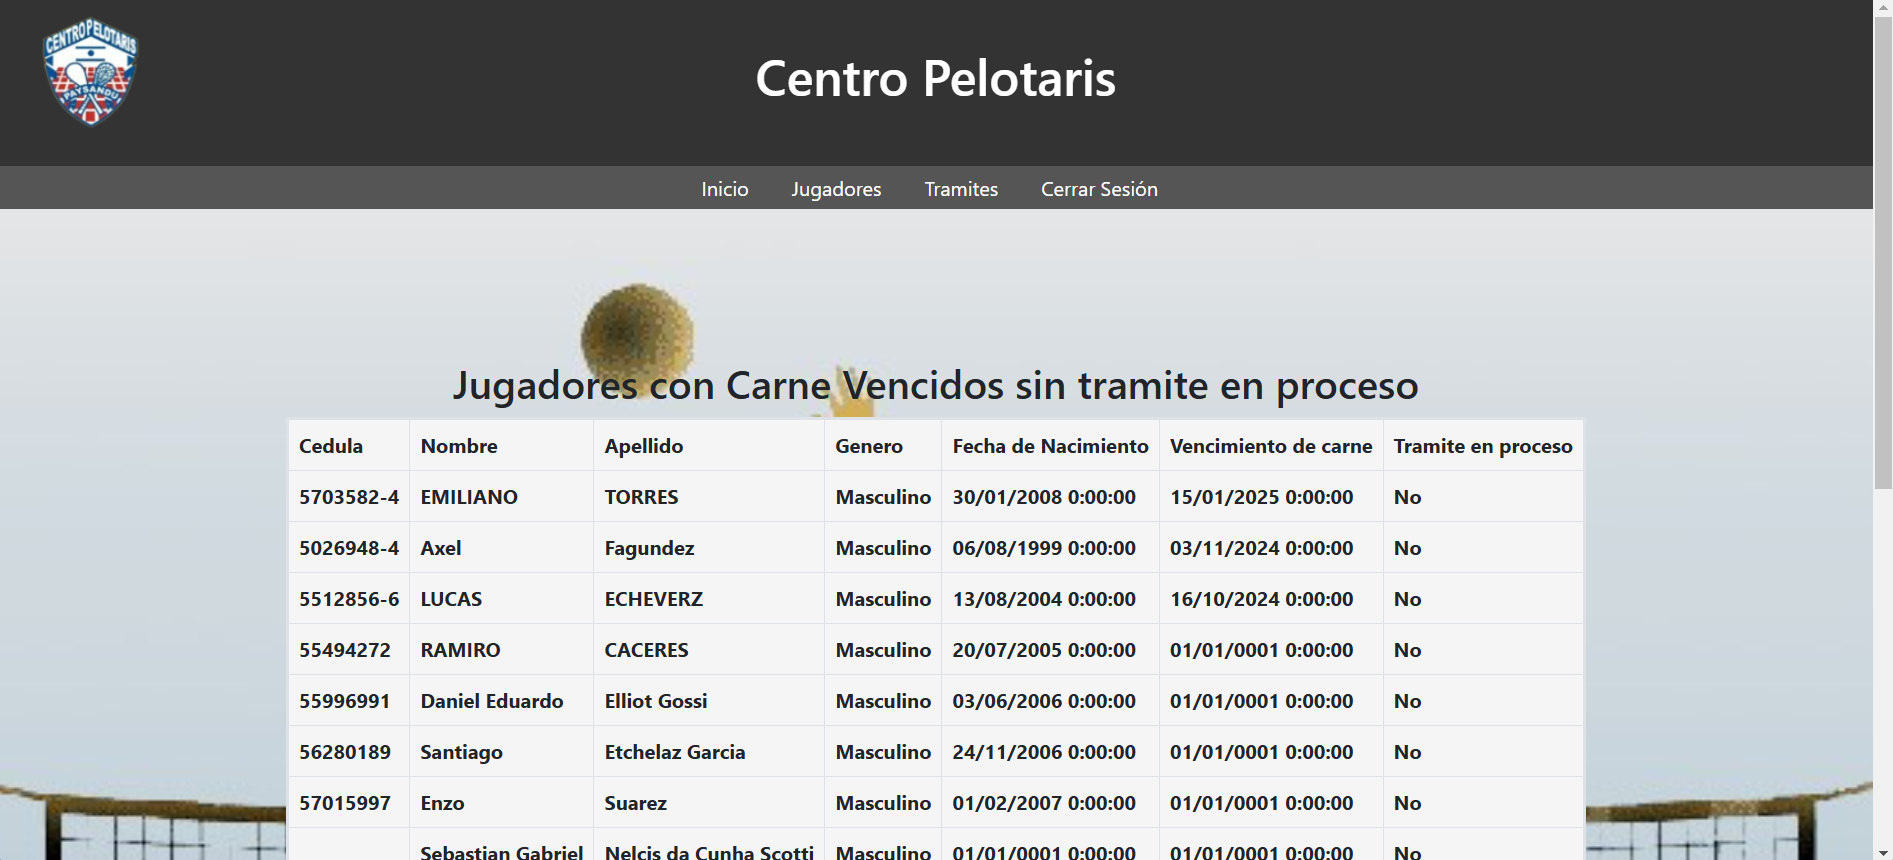 CENTRO PELOTARIS
PAYSANDU
Centro Pelotaris
Inicio Jugadores Tramites Cerrar Sesión
Jugadores con Carne Vencidos sin tramite en proceso
Cedula Nombre Apellido Genero Fecha de Nacimiento Vencimiento de carne Tramite en proceso
5703582-4 EMILIANO TORRES Masculino 30/01/2008 0:00:00 15/01/2025 0:00:00 No
5026948-4 Axel Fagundez Masculino 06/08/1999 0:00:00 03/11/2024 0:00:00 No
5512856-6 LUCAS ECHEVERZ Masculino 13/08/2004 0:00:00 16/10/2024 0:00:00 No
55494272 RAMIRO CACERES Masculino 20/07/2005 0:00:00 01/01/0001 0:00:00 No
55996991 Daniel Eduardo Elliot Gossi Masculino 03/06/2006 0:00:00 01/01/0001 0:00:00 No
56280189 Santiago Etchelaz Garcia Masculino 24/11/2006 0:00:00 01/01/0001 0:00:00 No
57015997 Enzo Suarez Masculino 01/02/2007 0:00:00 01/01/0001 0:00:00 No
Sebastian Gabriel Nelcis da Cunha Scotti Masculino 01/01/0001 0:00:00 01/01/0001 0:00:00 No